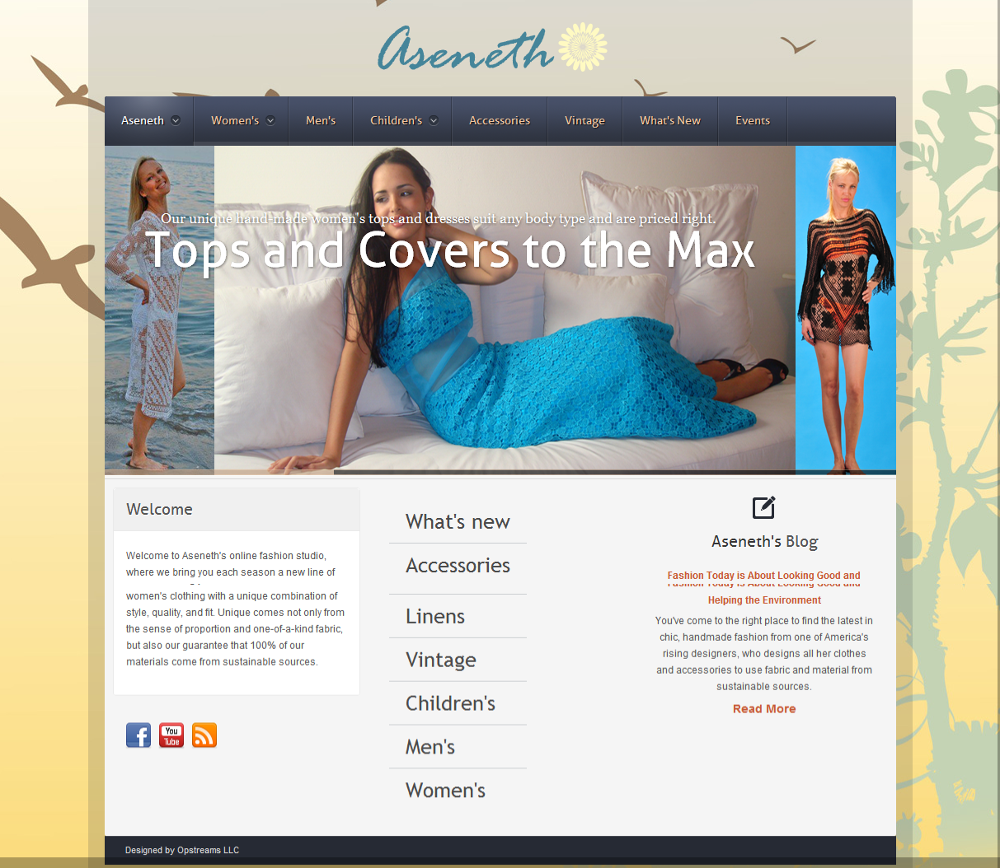 Aseneth
Aseneth Women's Men's Children's Accessories Vintage What's New Events
Our unique hand-made women's tops and dresses suit any body type and are priced right.
Tops and Covers to the Max
Welcome
Welcome to Aseneth's online fashion studio,
where we bring you each season a new line of
women's clothing with a unique combination of
style, quality, and fit. Unique comes not only from
the sense of proportion and one-of-a-kind fabric,
but also our guarantee that 100% of our
materials come from sustainable sources.
f
You
Tube
What's new
Accessories
Linens
Vintage
Children's
Men's
Women's
Aseneth's Blog
Fashion Today is About Looking Good and
Fashion Today is About Looking Good and
Helping the Environment
You've come to the right place to find the latest in
chic, handmade fashion from one of America's
rising designers, who designs all her clothes
and accessories to use fabric and material from
sustainable sources.
Read More
Designed by Opstreams LLC